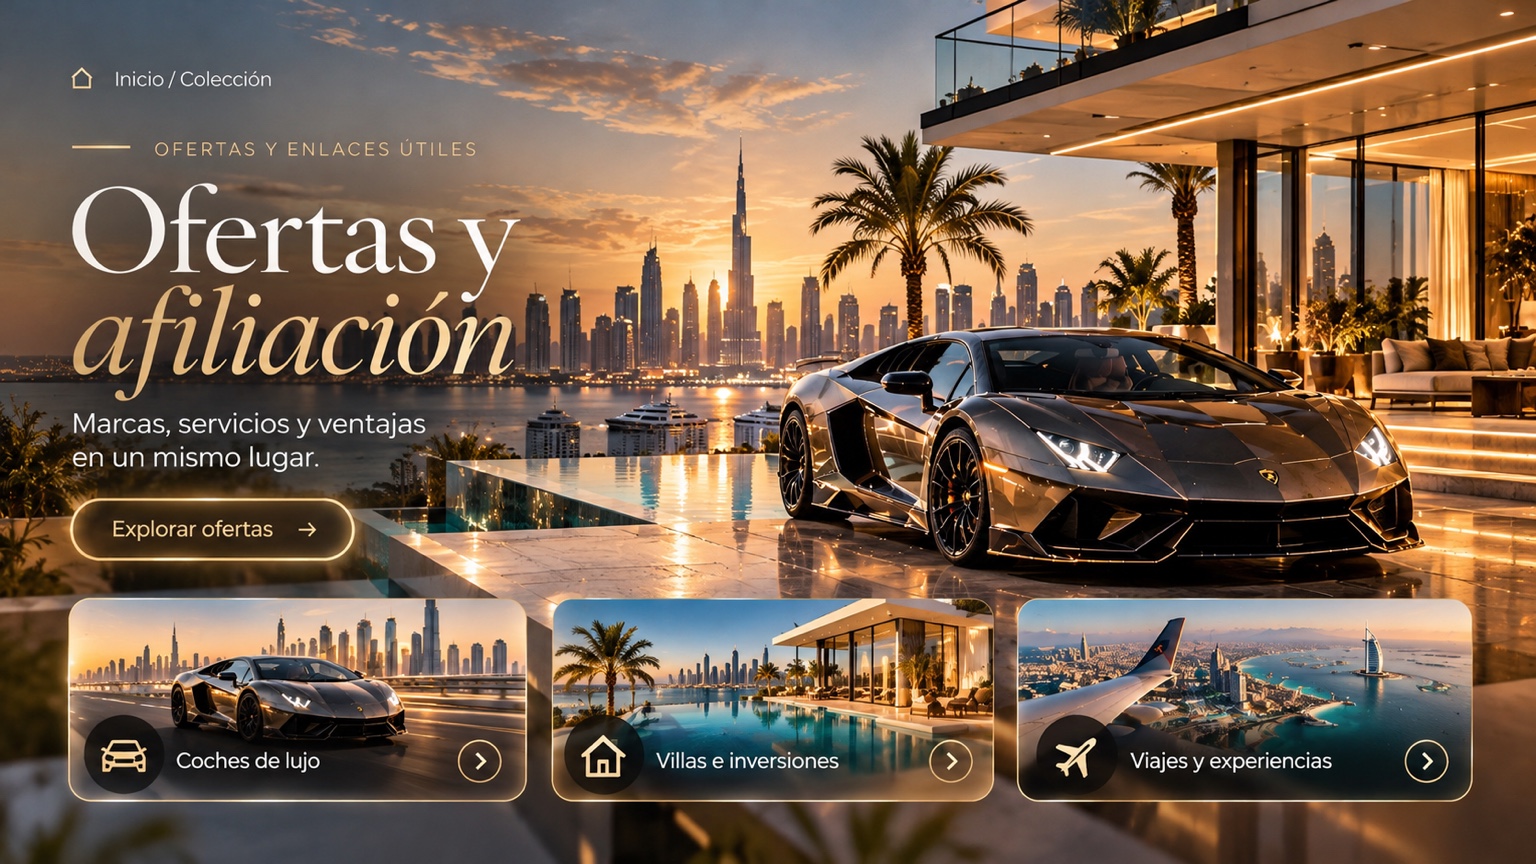 Inicio / Colección
OFERTAS Y ENLACES ÚTILES
Ofertas y
afiliación
Marcas, servicios y ventajas
en un mismo lugar.
Explorar ofertas →
Coches de lujo
Villas e inversiones
Viajes y experiencias